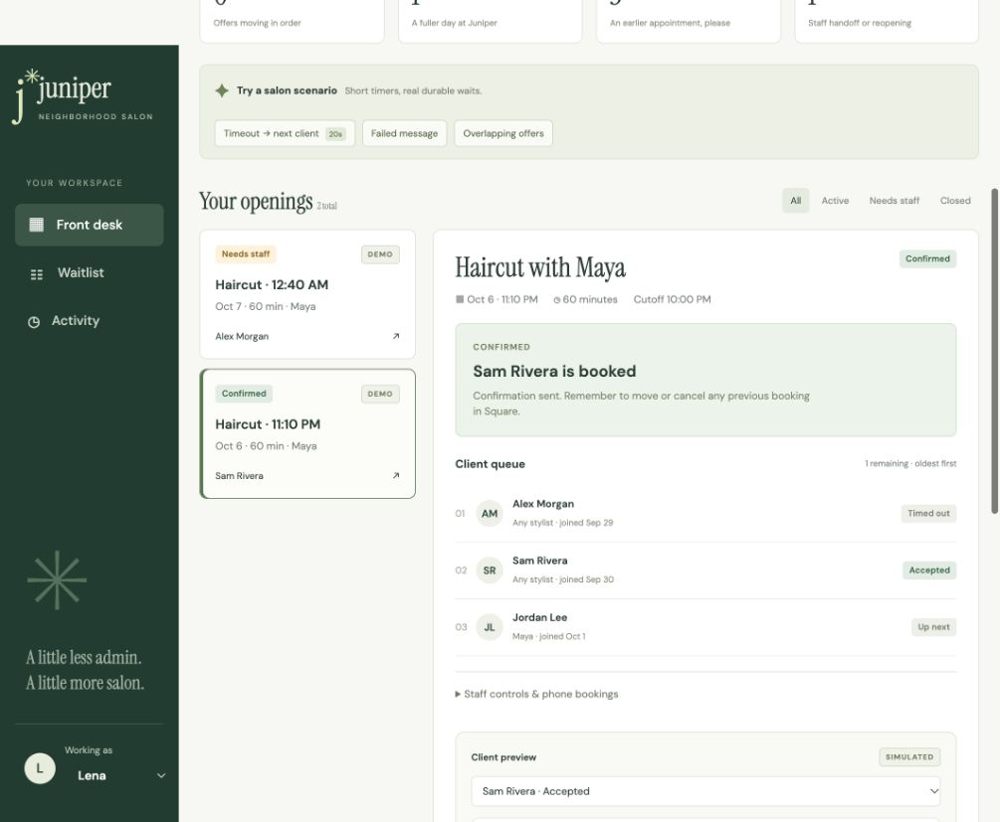 Offers moving in order
A fuller day at Juniper
An earlier appointment, please
Staff handoff or reopening
j juniper
NEIGHBORHOOD SALON
YOUR WORKSPACE
Front desk
Waitlist
Activity
A little less admin.
A little more salon.
Working as
L
Lena
Try a salon scenario Short timers, real durable waits.
Timeout → next client 20s
Failed message
Overlapping offers
Your openings 2 total
All
Active
Needs staff
Closed
Needs staff
DEMO
Haircut · 12:40 AM
Oct 7 · 60 min · Maya
Alex Morgan ↗
Confirmed
DEMO
Haircut · 11:10 PM
Oct 6 · 60 min · Maya
Sam Rivera ↗
Haircut with Maya
Confirmed
Oct 6 · 11:10 PM
60 minutes
Cutoff 10:00 PM
CONFIRMED
Sam Rivera is booked
Confirmation sent. Remember to move or cancel any previous booking
in Square.
Client queue
1 remaining · oldest first
01
AM
Alex Morgan
Any stylist · joined Sep 29
Timed out
02
SR
Sam Rivera
Any stylist · joined Sep 30
Accepted
03
JL
Jordan Lee
Maya · joined Oct 1
Up next
Staff controls & phone bookings
Client preview
SIMULATED
Sam Rivera · Accepted